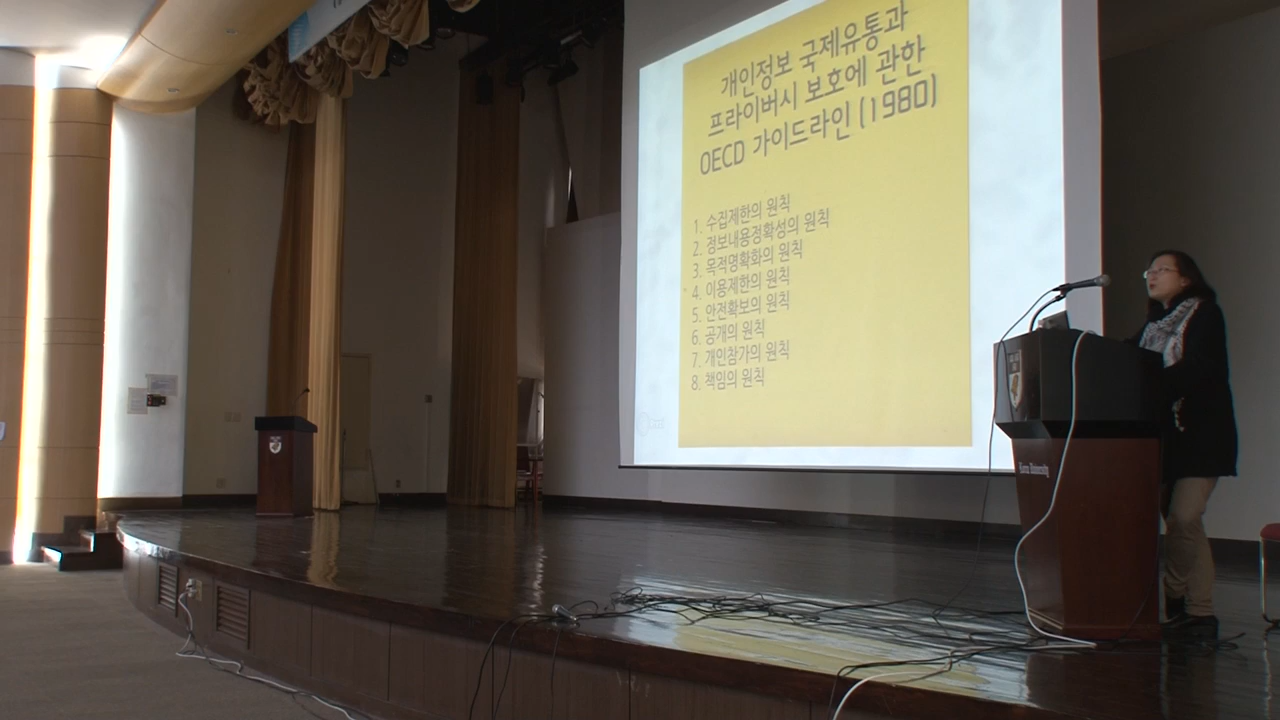 개인정보 국제유통과
프라이버시 보호에 관한
OECD 가이드라인 (1980)
1. 수집제한의 원칙
2. 정보내용정확성의 원칙
3. 목적명확화의 원칙
4. 이용제한의 원칙
5. 안전확보의 원칙
6. 공개의 원칙
7. 개인참가의 원칙
8. 책임의 원칙
Korea University